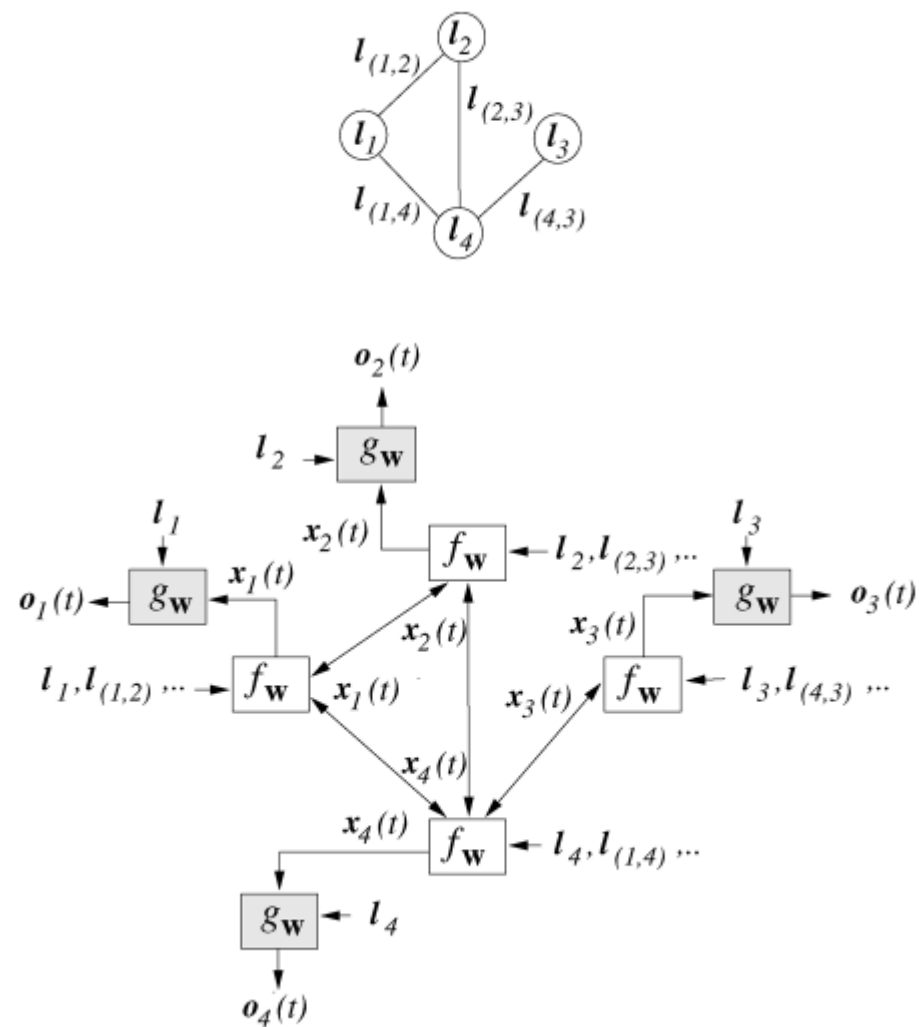 l2
l(1,2)
l(2,3)
l1
l3
l(1,4)
l4
l(4,3)
o2(t)
l2
gw
l1
x2(t)
fw
l2, l(2,3) ,..
l3
o1(t)
gw
x1(t)
gw
o3(t)
x2(t)
x3(t)
l1, l(1,2) ,..
fw
x1(t)
x3(t)
fw
l3, l(4,3) ,..
x4(t)
x4(t)
fw
l4, l(1,4) ,..
gw
l4
o4(t)